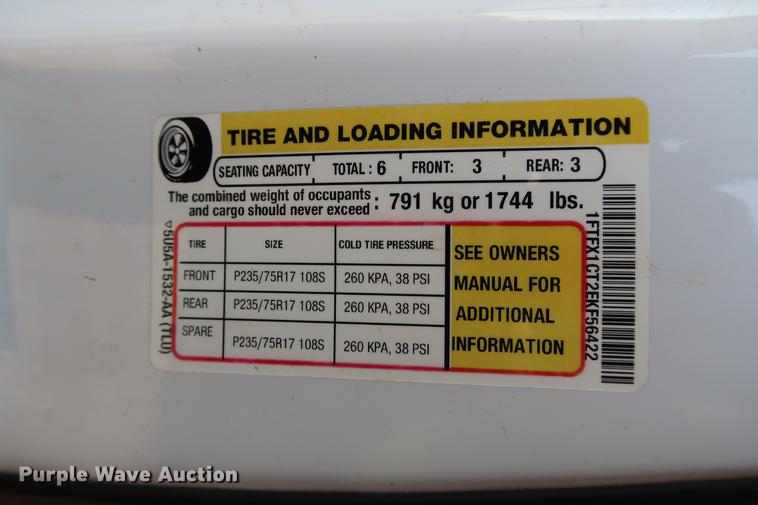 TIRE AND LOADING INFORMATION
SEATING CAPACITY TOTAL : 6 FRONT: 3 REAR: 3
The combined weight of occupants
and cargo should never exceed : 791 kg or 1744 lbs.
TIRE SIZE COLD TIRE PRESSURE
FRONT P235/75R17 108S 260 KPA, 38 PSI
REAR P235/75R17 108S 260 KPA, 38 PSI
SPARE P235/75R17 108S 260 KPA, 38 PSI
SEE OWNERS
MANUAL FOR
ADDITIONAL
INFORMATION
5U5A-1532-AA (TLU)
1FTFX1CT2EKF56422
Purple Wave Auction